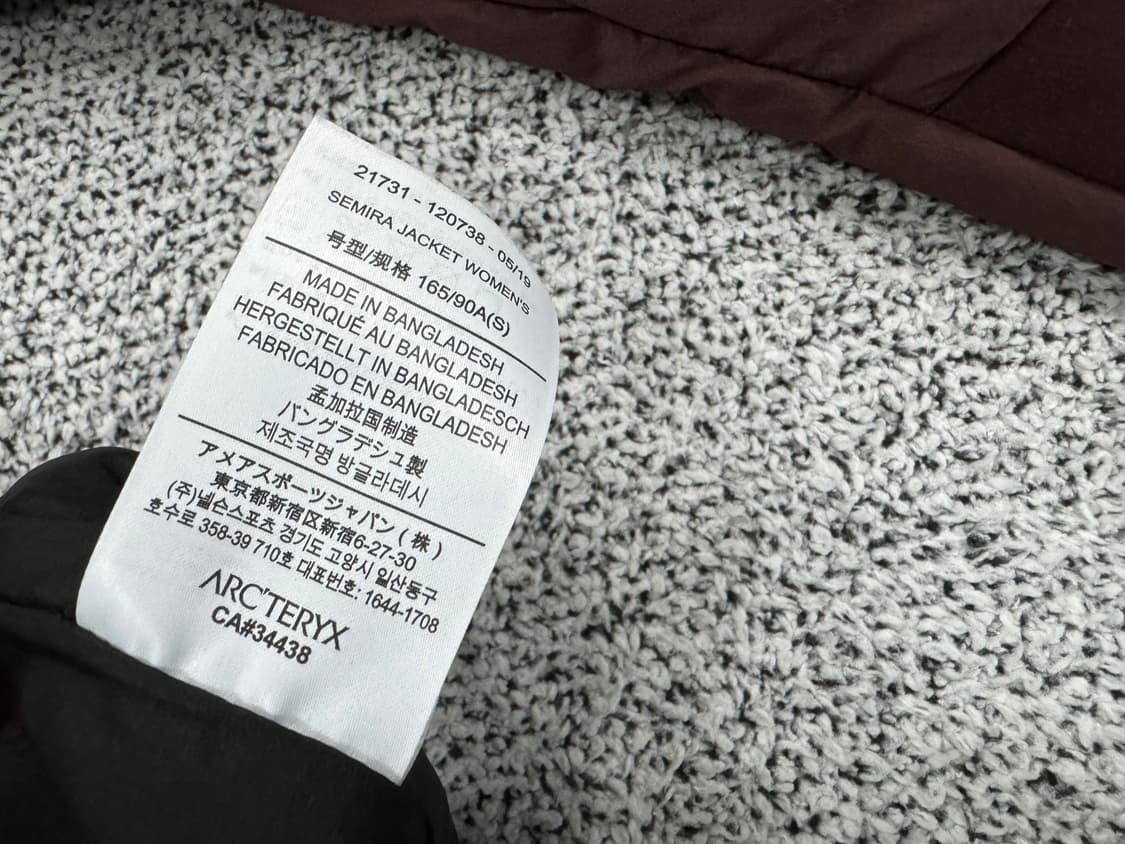 21731 - 120738 - 05/19
SEMIRA JACKET WOMEN'S
号型/规格 165/90A(S)
MADE IN BANGLADESH
FABRIQUÉ AU BANGLADESH
HERGESTELLT IN BANGLADESCH
FABRICADO EN BANGLADESH
孟加拉国制造
バングラデシュ製
제조국명 방글라데시
アメアスポーツジャパン ( 株 )
東京都新宿区新宿6-27-30
(주)넬슨스포츠 경기도 고양시 일산동구
호수로 358-39 710호 대표번호: 1644-1708
ARC'TERYX
CA#34438